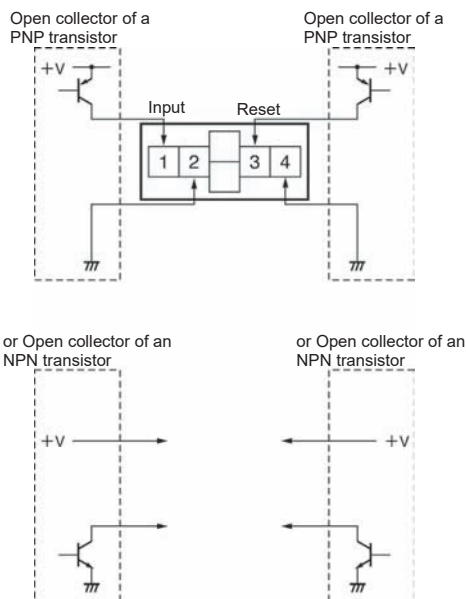 Open collector of a
PNP transistor
Open collector of a
PNP transistor
+V
+V
Input
Reset
1 2 3 4
or Open collector of an
NPN transistor
or Open collector of an
NPN transistor
+V
+V